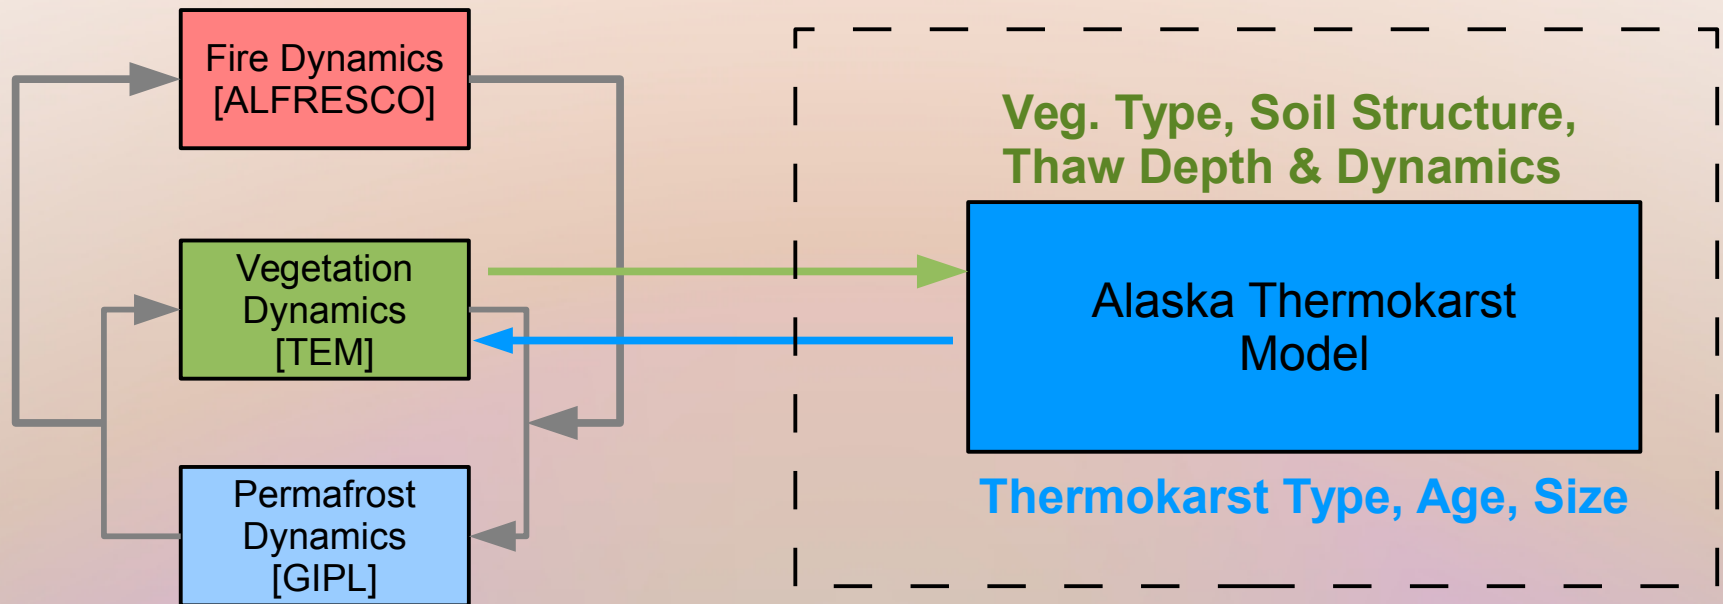 Fire Dynamics
[ALFRESCO]
Vegetation
Dynamics
[TEM]
Permafrost
Dynamics
[GIPL]
Veg. Type, Soil Structure,
Thaw Depth & Dynamics
Alaska Thermokarst
Model
Thermokarst Type, Age, Size